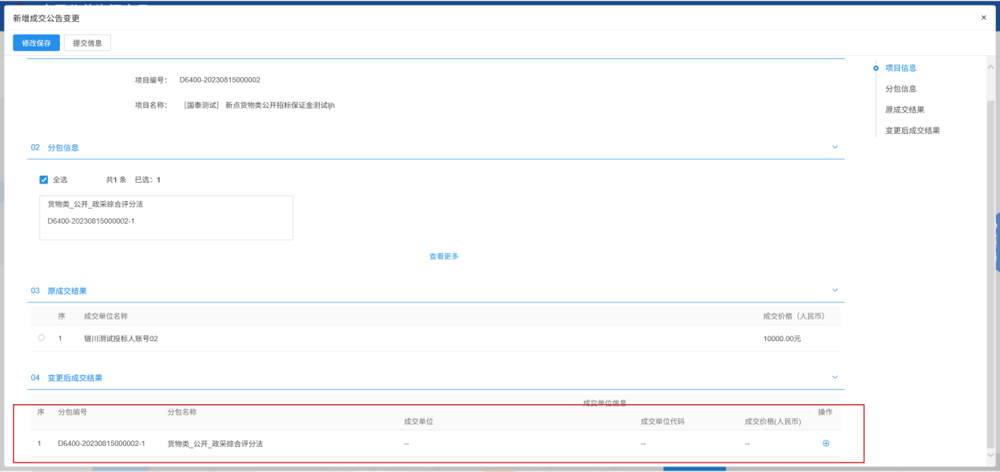 新增成交公告变更
×
修改保存 提交信息
项目编号： D6400-20230815000002
项目名称： ［国泰测试］ 新点货物类公开招标保证金测试ljh
项目信息
分包信息
原成交结果
变更后成交结果
02 分包信息
全选 共1 条 已选：1
货物类_公开_政采综合评分法
D6400-20230815000002-1
查看更多
03 原成交结果
序 成交单位名称 成交价格（人民币）
1 银川测试投标人账号02 10000.00元
04 变更后成交结果
序 分包编号 分包名称 成交单位信息 操作
成交单位 成交单位代码 成交价格(人民币)
1 D6400-20230815000002-1 货物类_公开_政采综合评分法 -- -- --